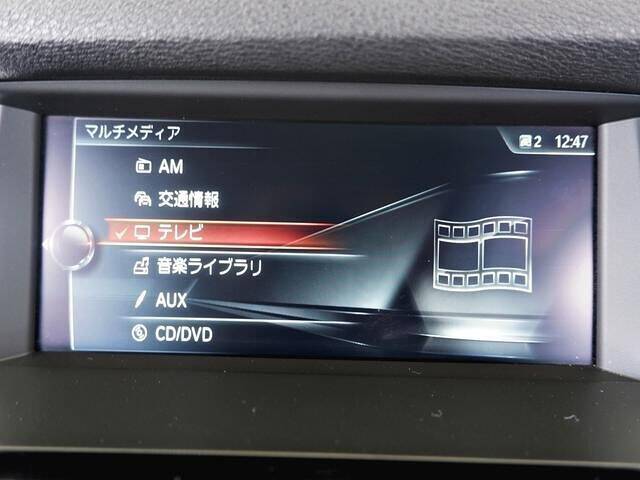 マルチメディア
2 12:47
AM
交通情報
テレビ
音楽ライブラリ
AUX
CD/DVD